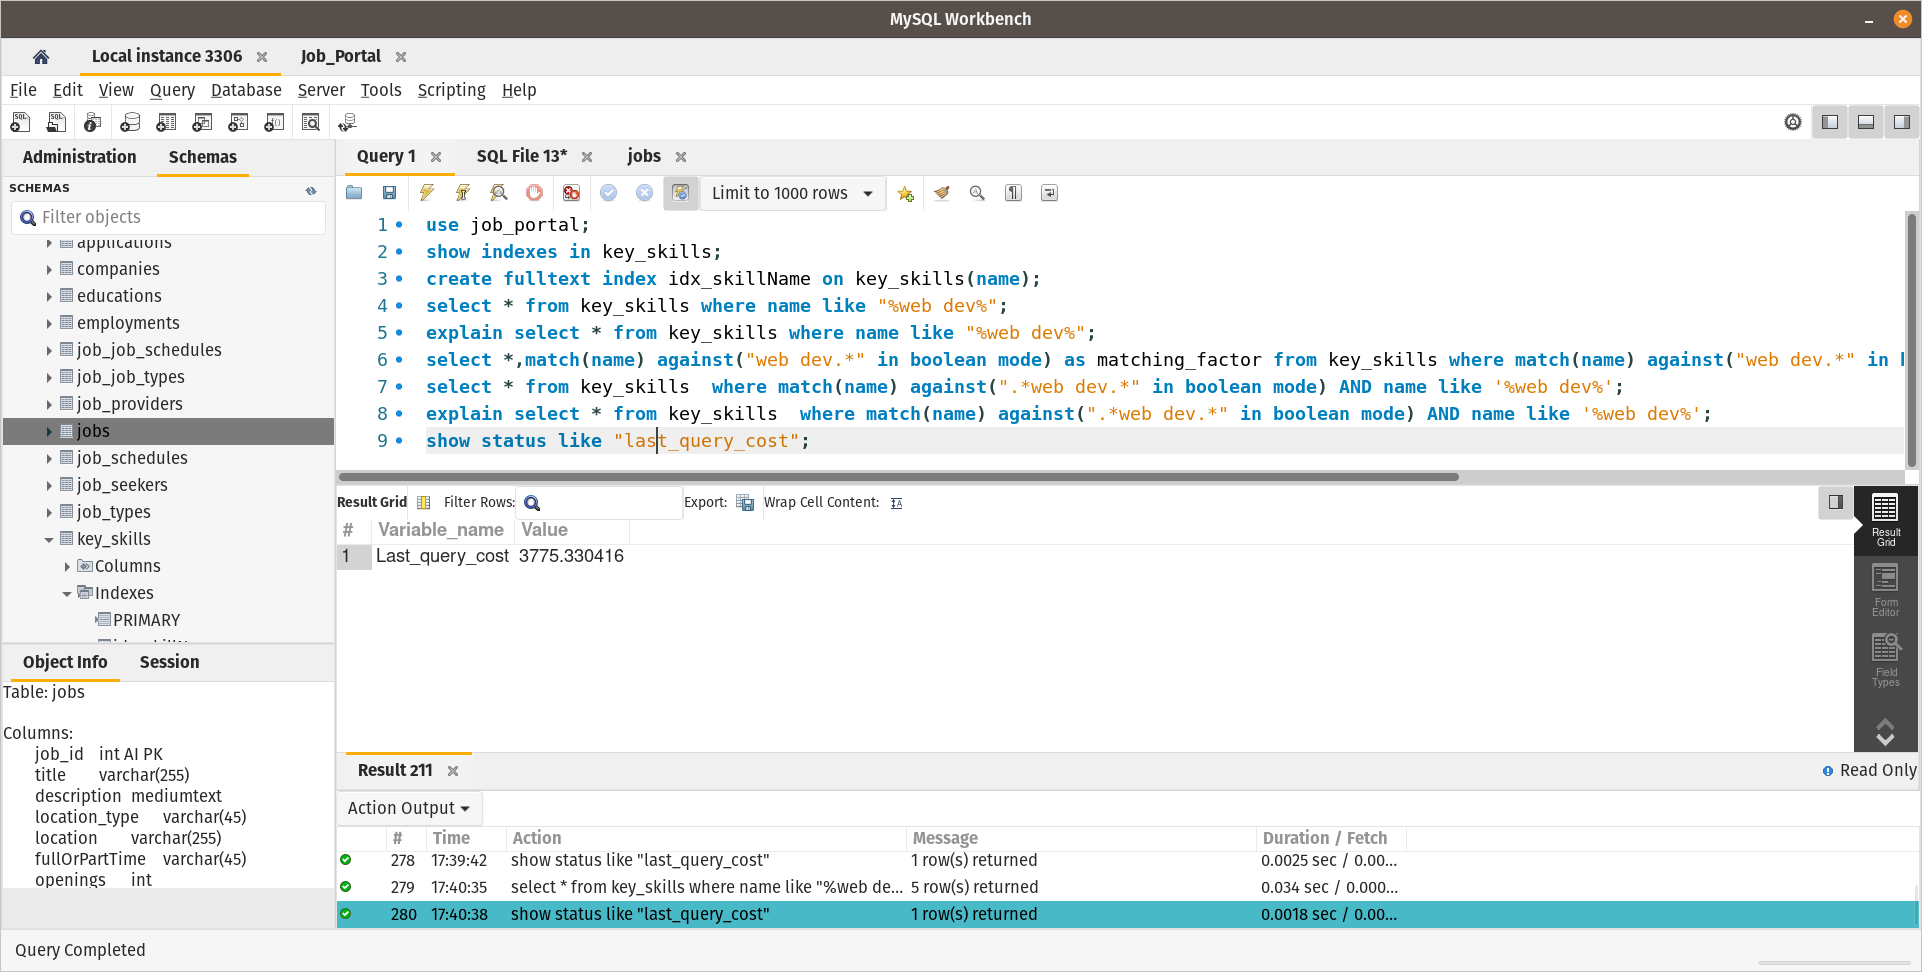 MySQL Workbench
Local instance 3306
Job_Portal
File Edit View Query Database Server Tools Scripting Help
Administration
Schemas
Query 1
SQL File 13*
jobs
SCHEMAS
Filter objects
applications
companies
educations
employments
job_job_schedules
job_job_types
job_providers
jobs
job_schedules
job_seekers
job_types
key_skills
Columns
Indexes
PRIMARY
Limit to 1000 rows
1 use job_portal;
2 show indexes in key_skills;
3 create fulltext index idx_skillName on key_skills(name);
4 select * from key_skills where name like "%web dev%";
5 explain select * from key_skills where name like "%web dev%";
6 select *,match(name) against("web dev.*" in boolean mode) as matching_factor from key_skills where match(name) against("web dev.*" in
7 select * from key_skills  where match(name) against(".*web dev.*" in boolean mode) AND name like '%web dev%';
8 explain select * from key_skills  where match(name) against(".*web dev.*" in boolean mode) AND name like '%web dev%';
9 show status like "last_query_cost";
Result Grid
Filter Rows:
Export:
Wrap Cell Content:
# Variable_name Value
1 Last_query_cost 3775.330416
Result Grid
Form Editor
Field Types
Object Info
Session
Table: jobs
Columns:
job_id int AI PK
title varchar(255)
description mediumtext
location_type varchar(45)
location varchar(255)
fullOrPartTime varchar(45)
openings int
Result 211
Read Only
Action Output
# Time Action Message Duration / Fetch
278 17:39:42 show status like "last_query_cost" 1 row(s) returned 0.0025 sec / 0.00...
279 17:40:35 select * from key_skills where name like "%web de... 5 row(s) returned 0.034 sec / 0.000...
280 17:40:38 show status like "last_query_cost" 1 row(s) returned 0.0018 sec / 0.00...
Query Completed